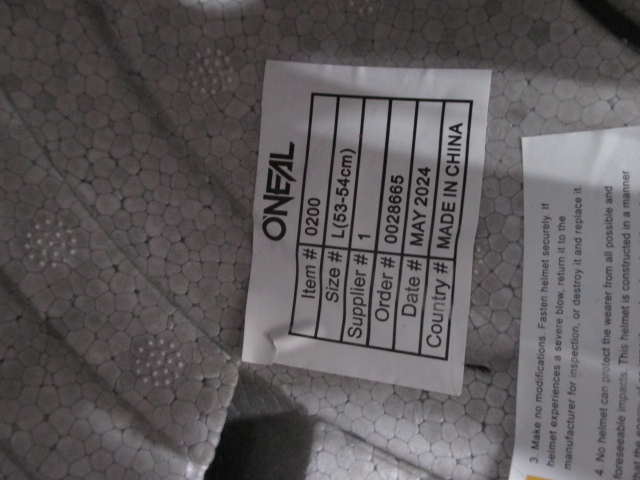 O'NEAL
Item # 0200
Size # L(53-54cm)
Supplier # 1
Order # 0028665
Date # MAY 2024
Country # MADE IN CHINA
3. Make no modifications. Fasten helmet securely. If
helmet experiences a severe blow, return it to the
manufacturer for inspection, or destroy it and replace it.
4. No helmet can protect the wearer from all possible and
foreseeable impacts. This helmet is constructed in a manner